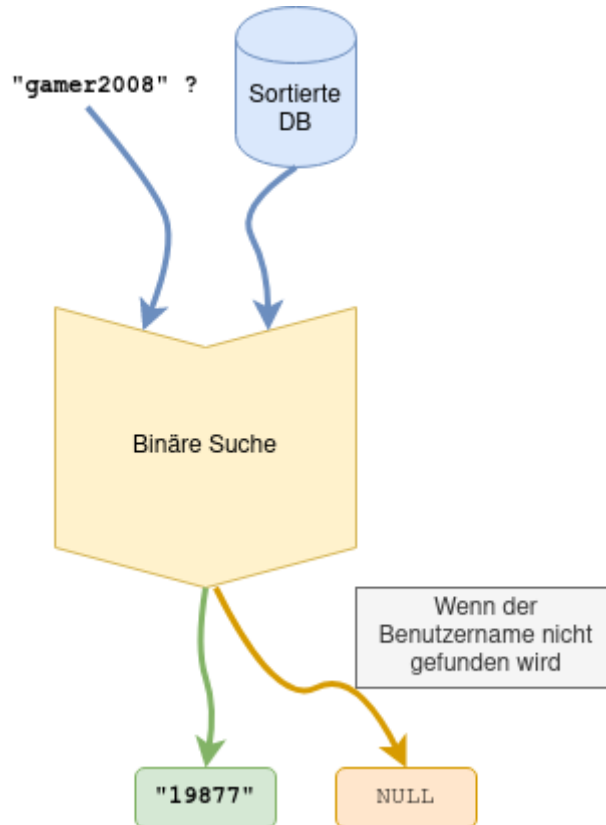 "gamer2008" ?
Sortierte
DB
Binäre Suche
Wenn der
Benutzername nicht
gefunden wird
"19877"
NULL